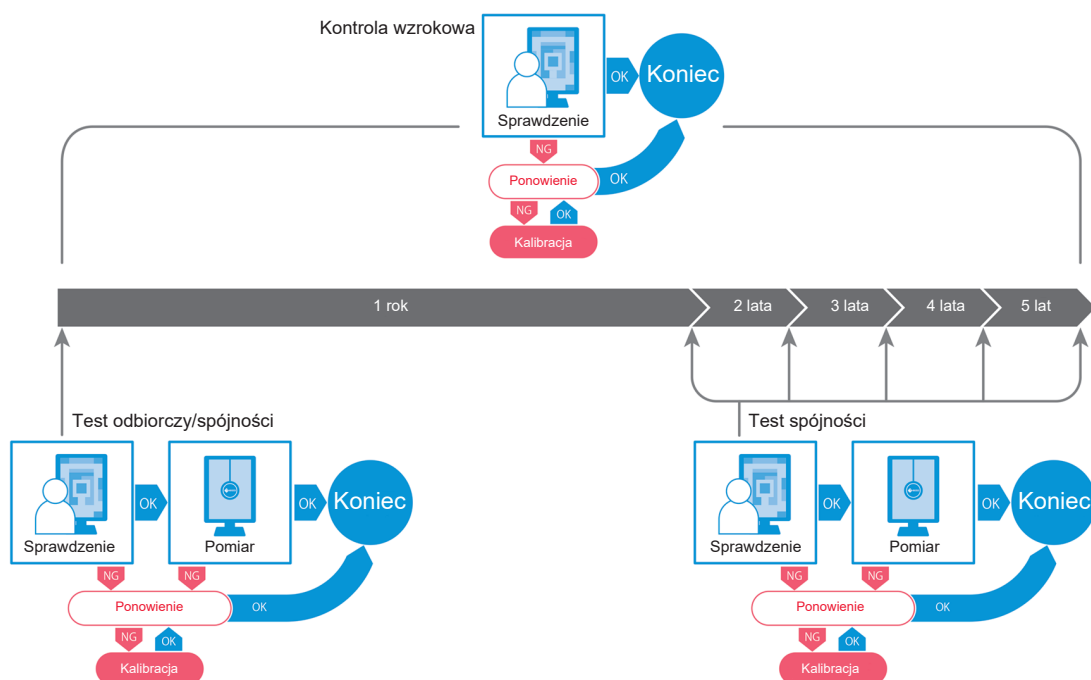 Kontrola wzrokowa
OK
Koniec
Sprawdzenie
NG
Ponowienie
OK
NG
OK
Kalibracja
1 rok
2 lata
3 lata
4 lata
5 lat
Test odbiorczy/spójności
Sprawdzenie
OK
Pomiar
OK
Koniec
NG
NG
Ponowienie
OK
NG
OK
Kalibracja
Test spójności
Sprawdzenie
OK
Pomiar
OK
Koniec
NG
NG
Ponowienie
OK
NG
OK
Kalibracja